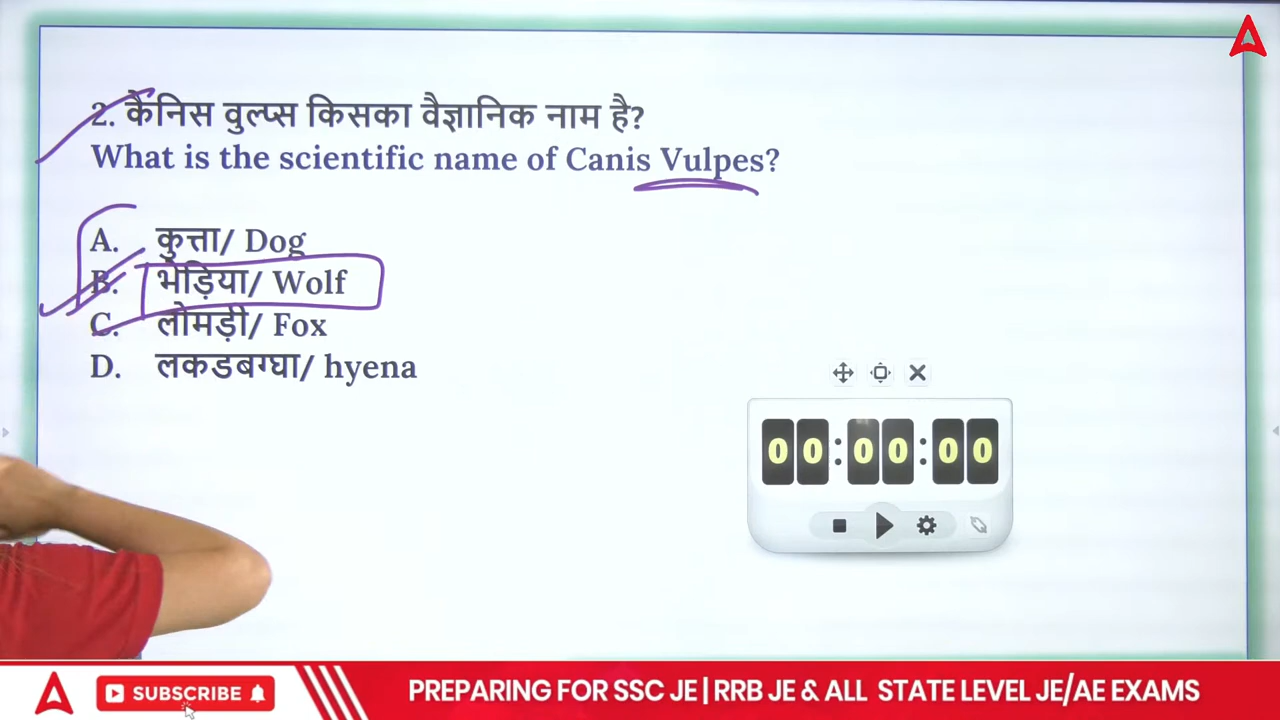 2. कैनिस वुल्प्स किसका वैज्ञानिक नाम है?
What is the scientific name of Canis Vulpes?
A. कुत्ता/ Dog
B. भेड़िया/ Wolf
C. लोमड़ी/ Fox
D. लकडबग्घा/ hyena
00:00:00
SUBSCRIBE
PREPARING FOR SSC JE | RRB JE & ALL STATE LEVEL JE/AE EXAMS